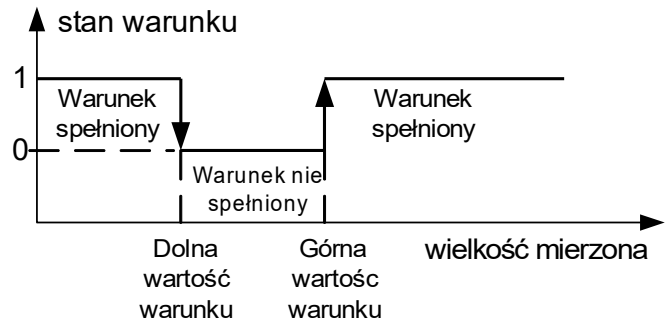 stan warunku
1
Warunek
spełniony
Warunek
spełniony
0
Warunek nie
spełniony
Dolna
wartość
warunku
Górna
wartośc
warunku
wielkość mierzona